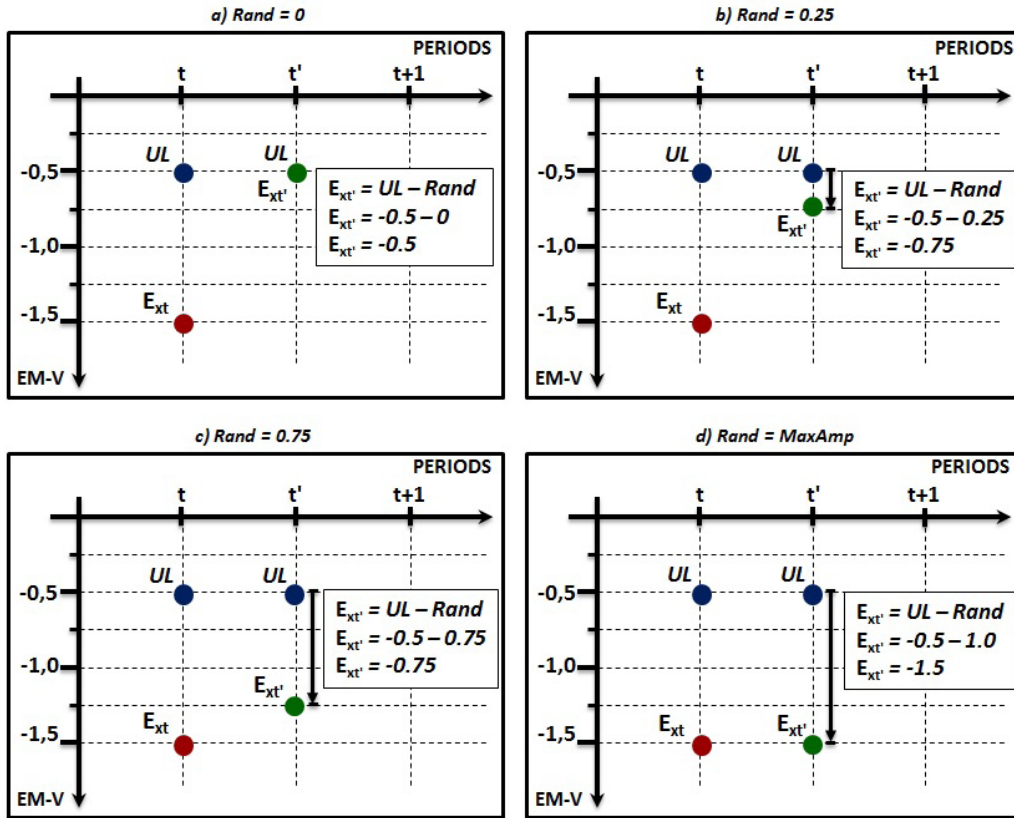 a) Rand = 0
PERIODS
t t' t+1
-0,5
-1,0
-1,5
UL UL
Ext'
Ext
Ext' = UL – Rand
Ext' = -0.5 – 0
Ext' = -0.5
EM-V
b) Rand = 0.25
PERIODS
t t' t+1
-0,5
-1,0
-1,5
UL UL
Ext'
Ext
Ext' = UL – Rand
Ext' = -0.5 – 0.25
Ext' = -0.75
EM-V
c) Rand = 0.75
PERIODS
t t' t+1
-0,5
-1,0
-1,5
UL UL
Ext'
Ext
Ext' = UL – Rand
Ext' = -0.5 – 0.75
Ext' = -0.75
EM-V
d) Rand = MaxAmp
PERIODS
t t' t+1
-0,5
-1,0
-1,5
UL UL
Ext Ext'
Ext' = UL – Rand
Ext' = -0.5 – 1.0
Ext' = -1.5
EM-V